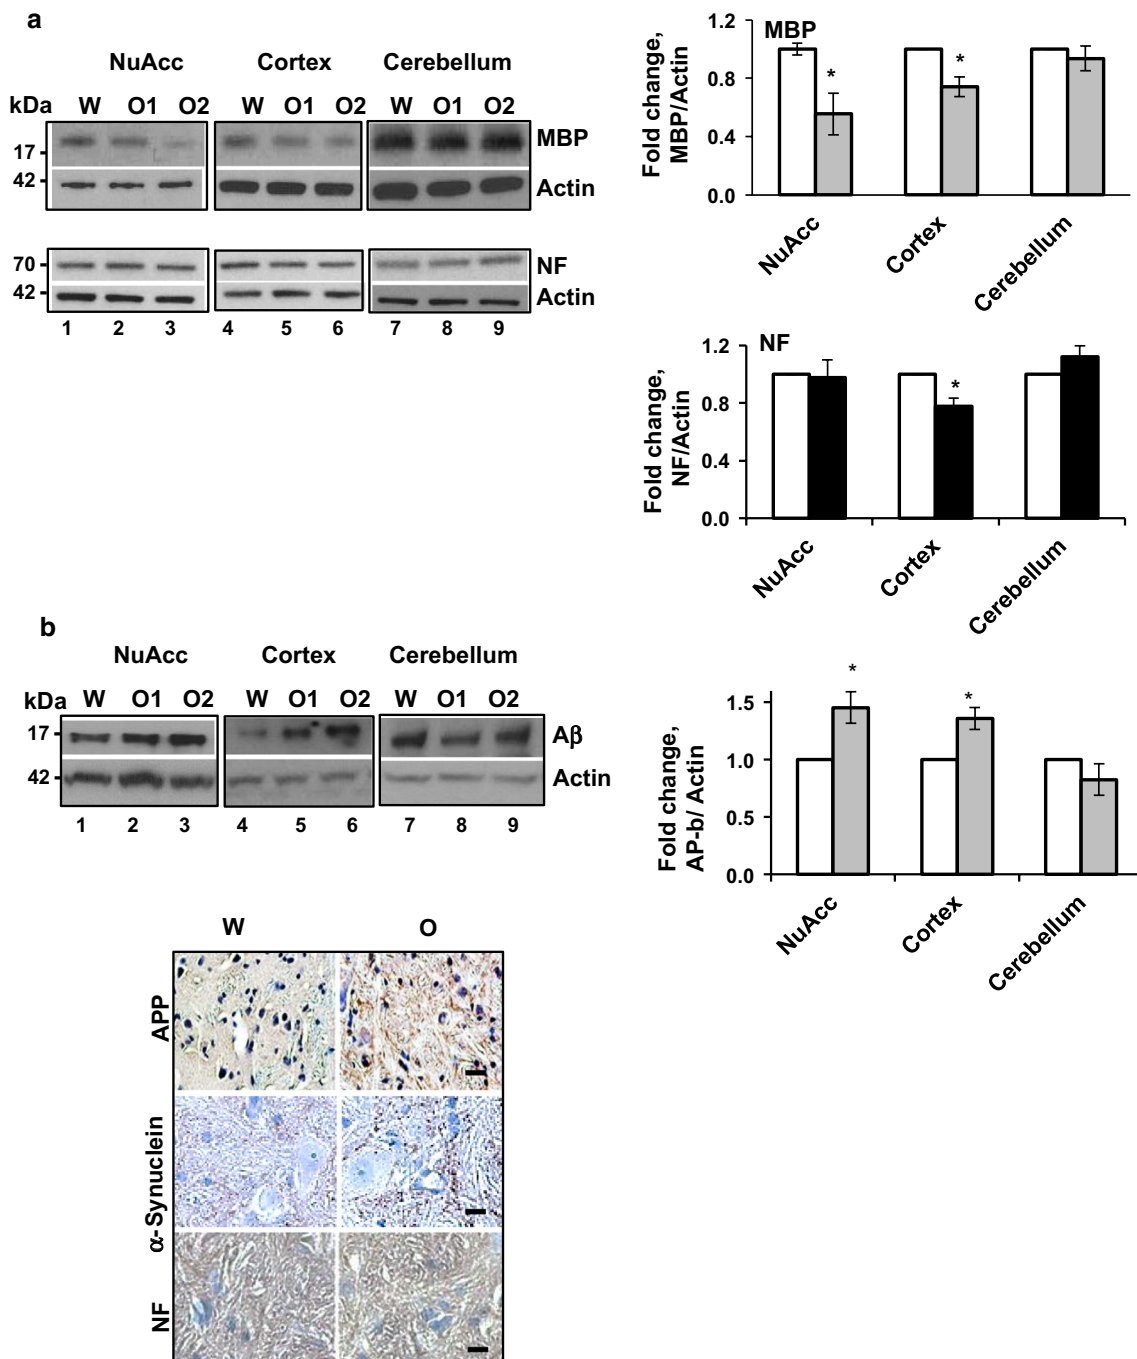 a
NuAcc Cortex Cerebellum
kDa W O1 O2 W O1 O2 W O1 O2
MBP
17
42
Actin
70
NF
42
Actin
1 2 3 4 5 6 7 8 9
MBP
Fold change,
MBP/Actin
1.2
0.8
0.4
0.0
*
*
NuAcc
Cortex
Cerebellum
NF
Fold change,
NF/Actin
1.2
0.8
0.4
0.0
*
NuAcc
Cortex
Cerebellum
b
NuAcc Cortex Cerebellum
kDa W O1 O2 W O1 O2 W O1 O2
17
Aβ
42
Actin
1 2 3 4 5 6 7 8 9
Fold change,
AP-b/ Actin
1.5
1.0
0.5
0.0
*
*
NuAcc
Cortex
Cerebellum
W O
APP
α-Synuclein
NF